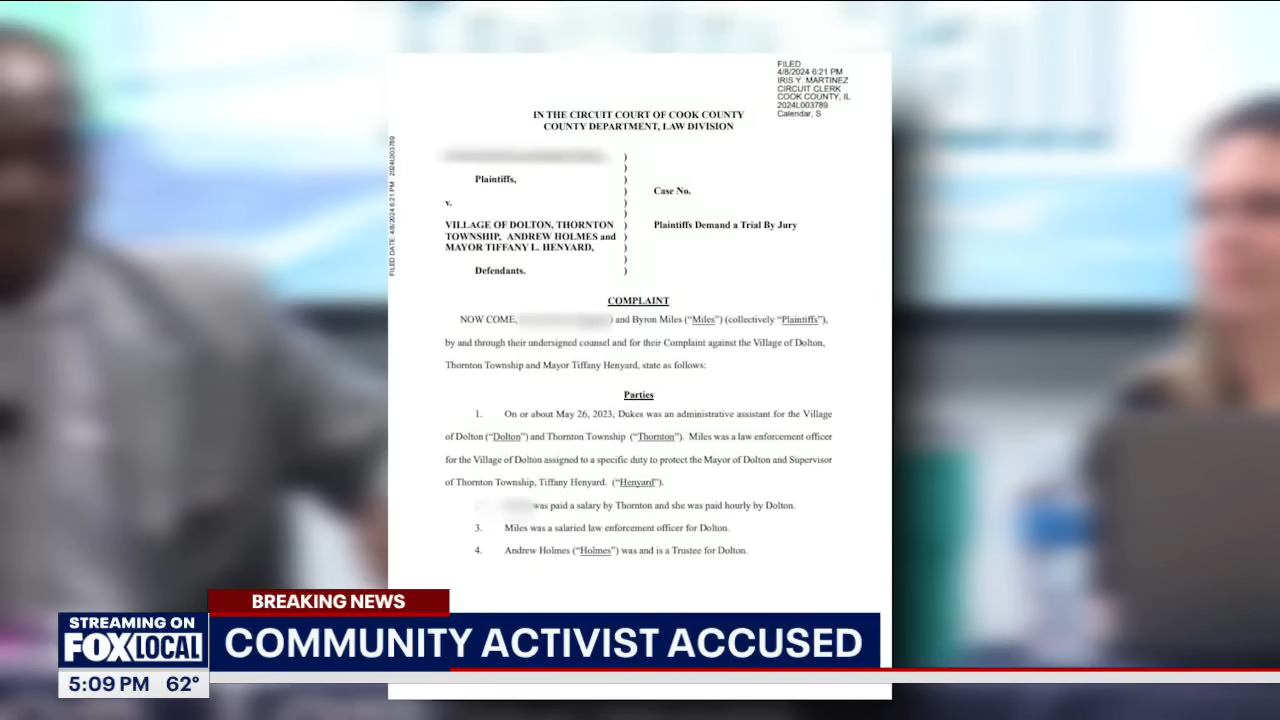 FILED
4/8/2024 6:21 PM
IRIS Y. MARTINEZ
CIRCUIT CLERK
COOK COUNTY, IL
2024L003789
Calendar, S
FILED DATE: 4/8/2024 6:21 PM 2024L003789
IN THE CIRCUIT COURT OF COOK COUNTY
COUNTY DEPARTMENT, LAW DIVISION
)
)
Plaintiffs, )
) Case No.
v. )
)
VILLAGE OF DOLTON, THORNTON ) Plaintiffs Demand a Trial By Jury
TOWNSHIP, ANDREW HOLMES and )
MAYOR TIFFANY L. HENYARD, )
)
Defendants. )
COMPLAINT
NOW COME, ) and Byron Miles (“Miles”) (collectively “Plaintiffs”),
by and through their undersigned counsel and for their Complaint against the Village of Dolton,
Thornton Township and Mayor Tiffany Henyard, state as follows:
Parties
1. On or about May 26, 2023, Dukes was an administrative assistant for the Village
of Dolton (“Dolton”) and Thornton Township (“Thornton”). Miles was a law enforcement officer
for the Village of Dolton assigned to a specific duty to protect the Mayor of Dolton and Supervisor
of Thornton Township, Tiffany Henyard. (“Henyard”).
was paid a salary by Thornton and she was paid hourly by Dolton.
3. Miles was a salaried law enforcement officer for Dolton.
4. Andrew Holmes (“Holmes”) was and is a Trustee for Dolton.
BREAKING NEWS
STREAMING ON
FOX LOCAL
COMMUNITY ACTIVIST ACCUSED
5:09 PM 62°